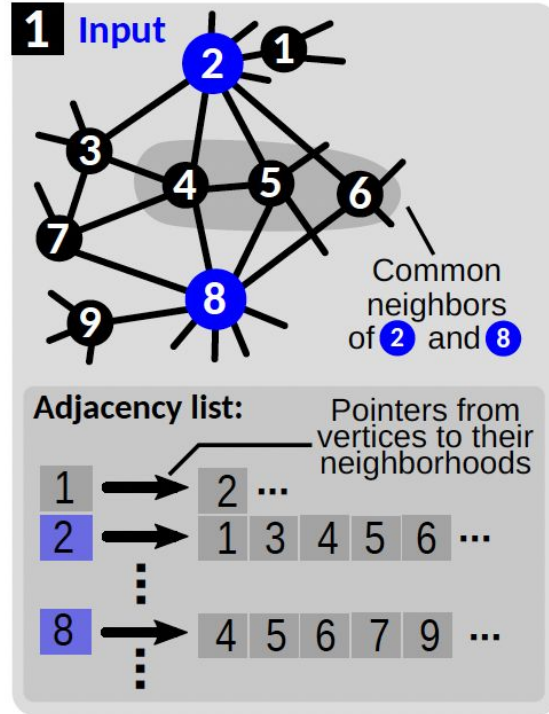 1 Input
1
2
3
4
5
6
7
8
9
Common
neighbors
of 2 and 8
Adjacency list:
Pointers from
vertices to their
neighborhoods
1 2 ...
2 1 3 4 5 6 ...
8 4 5 6 7 9 ...